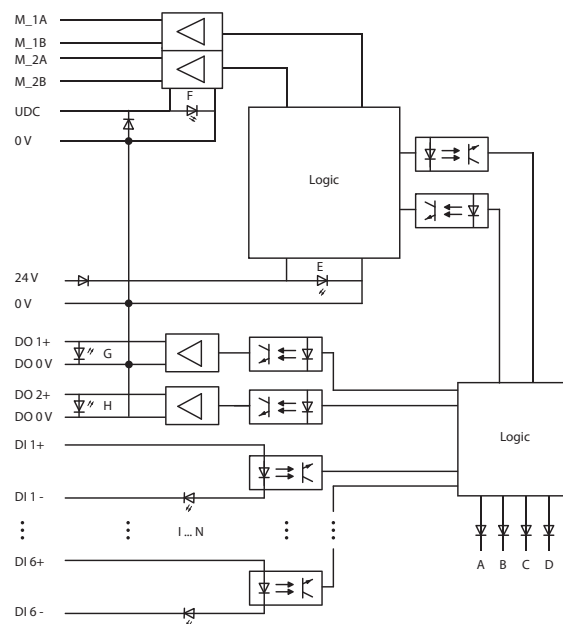 M_1A
M_1B
M_2A
M_2B
UDC
F
0 V
Logic
24 V
E
0 V
DO 1+
G
DO 0 V
DO 2+
H
DO 0 V
Logic
DI 1+
DI 1 -
I ... N
DI 6+
A B C D
DI 6 -